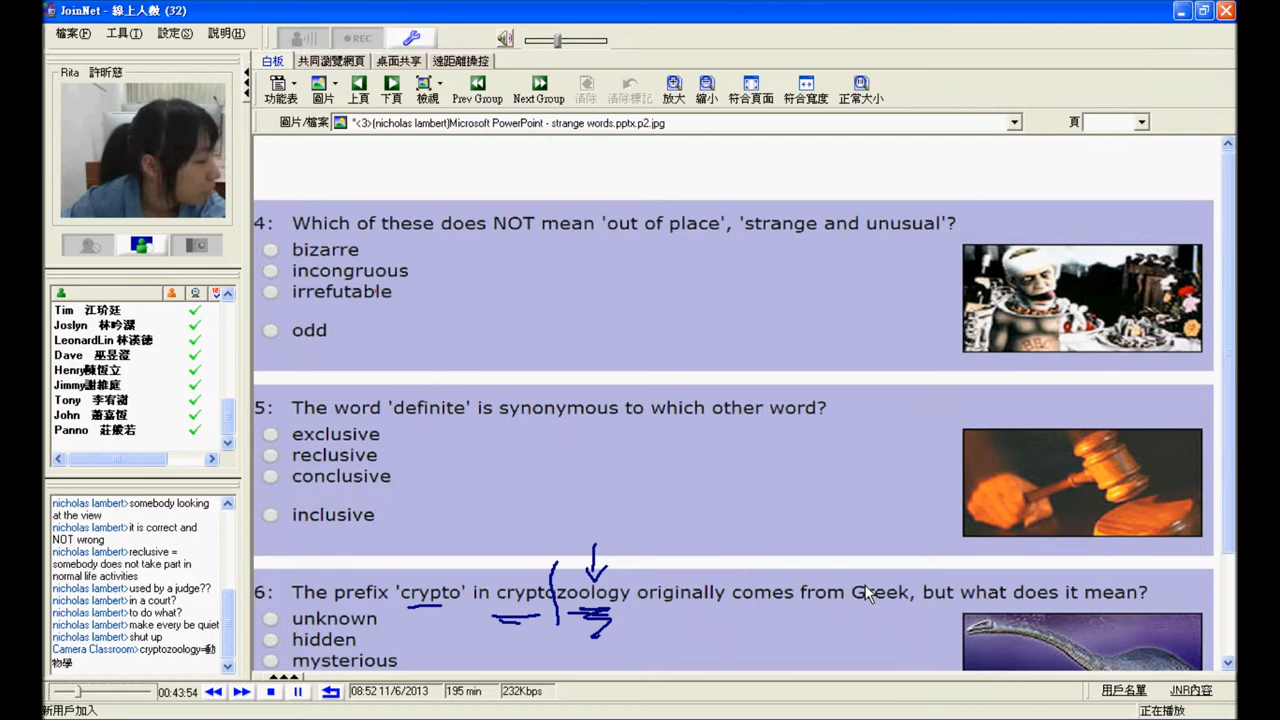 JoinNet - 線上人數 (32)
檔案(F) 工具(T) 設定(S) 說明(H) REC
Rita 許昕慈
白板 共同瀏覽網頁 桌面共享 遠距離操控
功能表 圖片 上頁 下頁 檢視 Prev Group Next Group 清除 清除標記 放大 縮小 符合頁面 符合寬度 正常大小
圖片/檔案 "<3>(nicholas lambert)Microsoft PowerPoint - strange words.pptx.p2.jpg 頁
4: Which of these does NOT mean 'out of place', 'strange and unusual'?
bizarre
incongruous
irrefutable
odd
5: The word 'definite' is synonymous to which other word?
exclusive
reclusive
conclusive
inclusive
6: The prefix 'crypto' in cryptozoology originally comes from Greek, but what does it mean?
unknown
hidden
mysterious
Tim 江玠廷
Joslyn 林吟潔
LeonardLin 林漢德
Dave 巫昱澄
Henry陳恆立
Jimmy謝維庭
Tony 李宥澍
John 蕭嘉恆
Panno 莊般若
nicholas lambert>somebody looking
at the view
nicholas lambert>it is correct and
NOT wrong
nicholas lambert>reclusive =
somebody does not take part in
normal life activities
nicholas lambert>used by a judge??
nicholas lambert>in a court?
nicholas lambert>to do what?
nicholas lambert>make every be quiet
nicholas lambert>shut up
Camera Classroom>cryptozoology=動
物學
00:43:54 08:52 11/6/2013 195 min 232Kbps 用戶名單 JNR內容
新用戶加入 正在播放